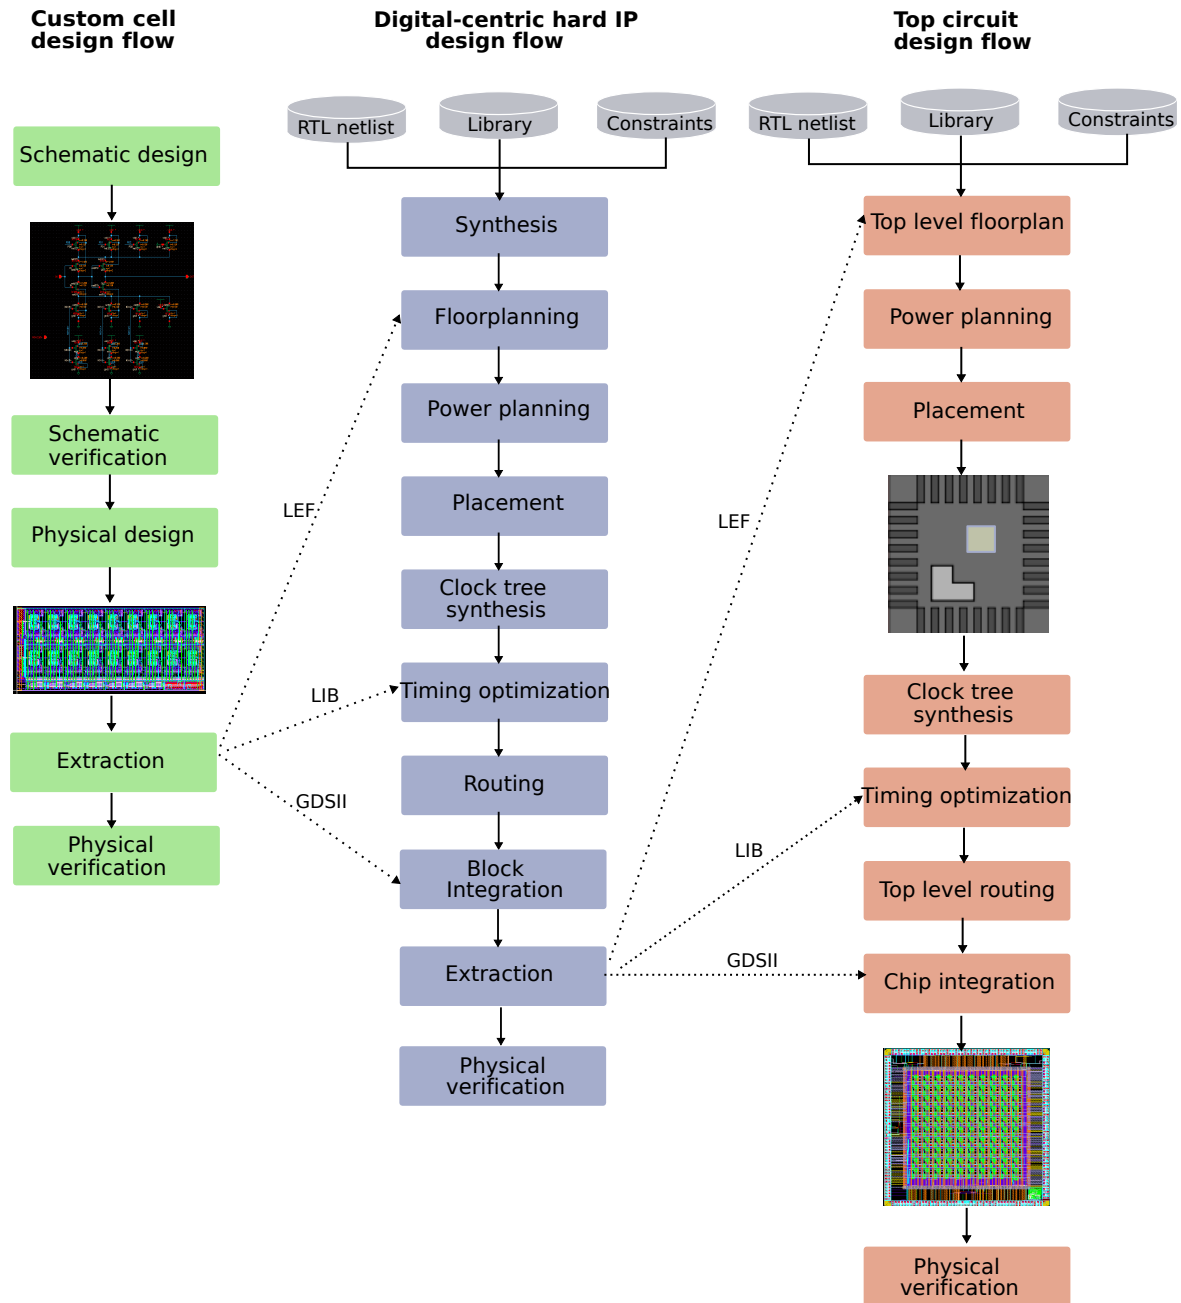 Custom cell
design flow
Schematic design
Schematic
verification
Physical design
Extraction
Physical
verification
Digital-centric hard IP
design flow
RTL netlist
Library
Constraints
Synthesis
Floorplanning
Power planning
Placement
Clock tree
synthesis
Timing optimization
Routing
Block
Integration
Extraction
Physical
verification
LEF
LIB
GDSII
Top circuit
design flow
RTL netlist
Library
Constraints
Top level floorplan
Power planning
Placement
Clock tree
synthesis
Timing optimization
Top level routing
Chip integration
Physical
verification
LEF
LIB
GDSII